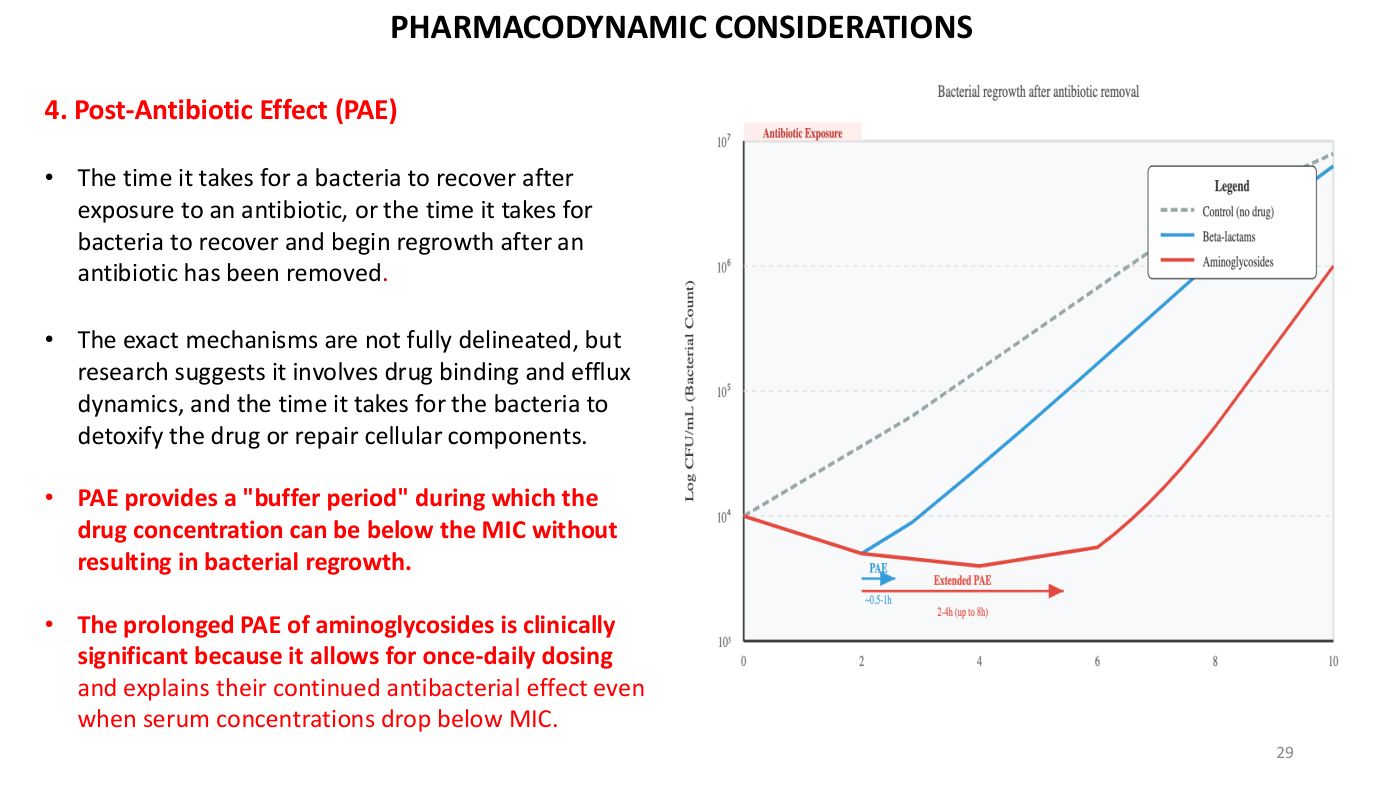 PHARMACODYNAMIC CONSIDERATIONS
4. Post-Antibiotic Effect (PAE)
• The time it takes for a bacteria to recover after
exposure to an antibiotic, or the time it takes for
bacteria to recover and begin regrowth after an
antibiotic has been removed.
• The exact mechanisms are not fully delineated, but
research suggests it involves drug binding and efflux
dynamics, and the time it takes for the bacteria to
detoxify the drug or repair cellular components.
• PAE provides a "buffer period" during which the
drug concentration can be below the MIC without
resulting in bacterial regrowth.
• The prolonged PAE of aminoglycosides is clinically
significant because it allows for once-daily dosing
and explains their continued antibacterial effect even
when serum concentrations drop below MIC.
Bacterial regrowth after antibiotic removal
Antibiotic Exposure
Log CFU/mL (Bacterial Count)
10⁷
10⁶
10⁵
10⁴
10³
Legend
Control (no drug)
Beta-lactams
Aminoglycosides
PAE
~0.5-1h
Extended PAE
2-4h (up to 8h)
0 2 4 6 8 10
29